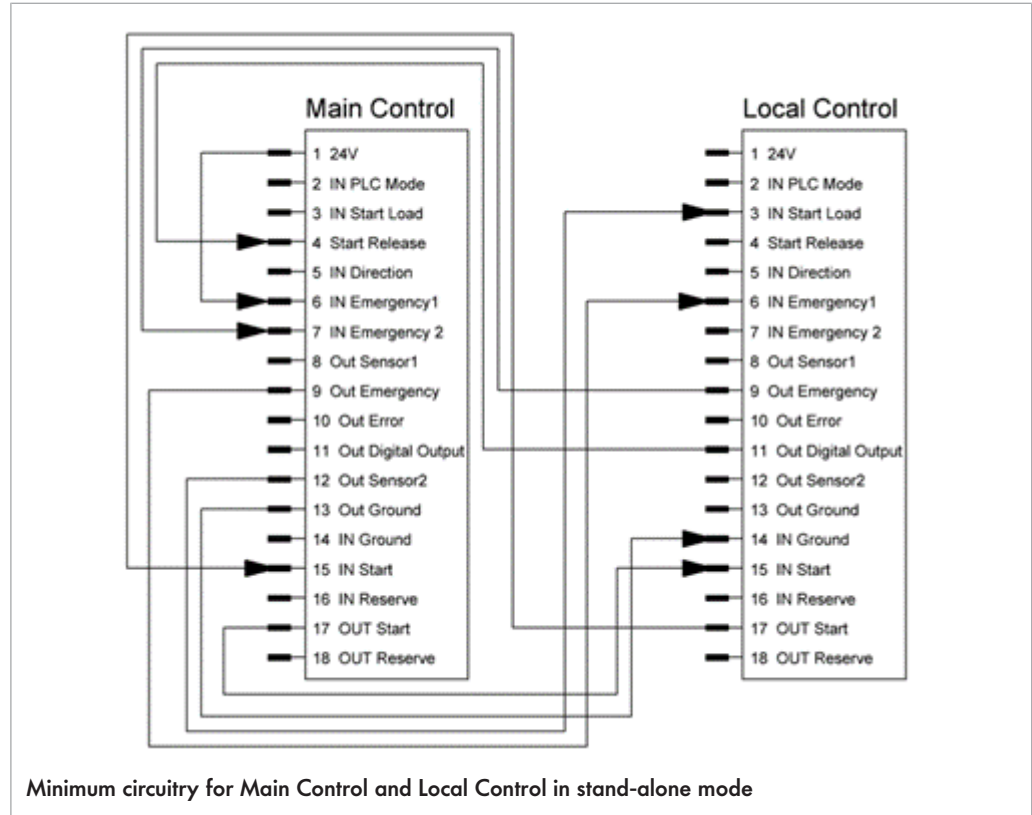 Main Control
1 24V
2 IN PLC Mode
3 IN Start Load
4 Start Release
5 IN Direction
6 IN Emergency1
7 IN Emergency 2
8 Out Sensor1
9 Out Emergency
10 Out Error
11 Out Digital Output
12 Out Sensor2
13 Out Ground
14 IN Ground
15 IN Start
16 IN Reserve
17 OUT Start
18 OUT Reserve
Local Control
1 24V
2 IN PLC Mode
3 IN Start Load
4 Start Release
5 IN Direction
6 IN Emergency1
7 IN Emergency 2
8 Out Sensor1
9 Out Emergency
10 Out Error
11 Out Digital Output
12 Out Sensor2
13 Out Ground
14 IN Ground
15 IN Start
16 IN Reserve
17 OUT Start
18 OUT Reserve
Minimum circuitry for Main Control and Local Control in stand-alone mode